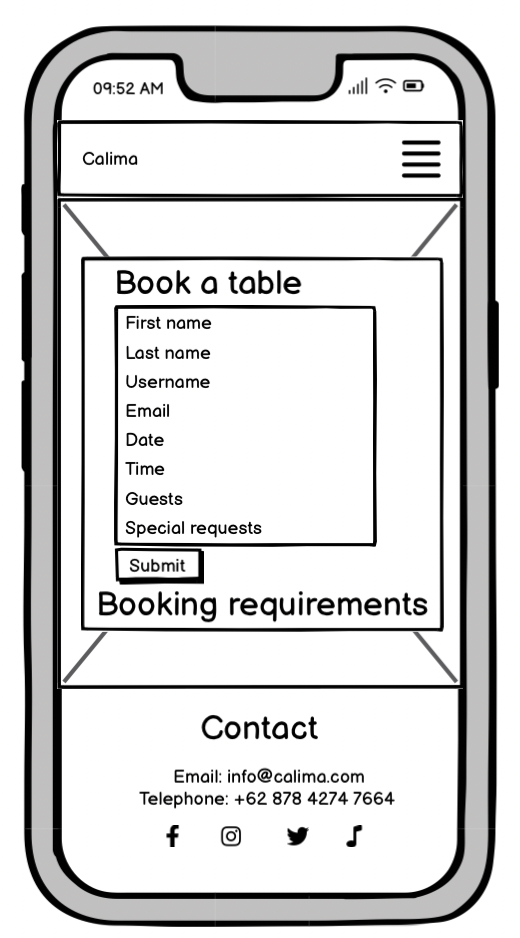 09:52 AM
Calima
Book a table
First name
Last name
Username
Email
Date
Time
Guests
Special requests
Submit
Booking requirements
Contact
Email: info@calima.com
Telephone: +62 878 4274 7664